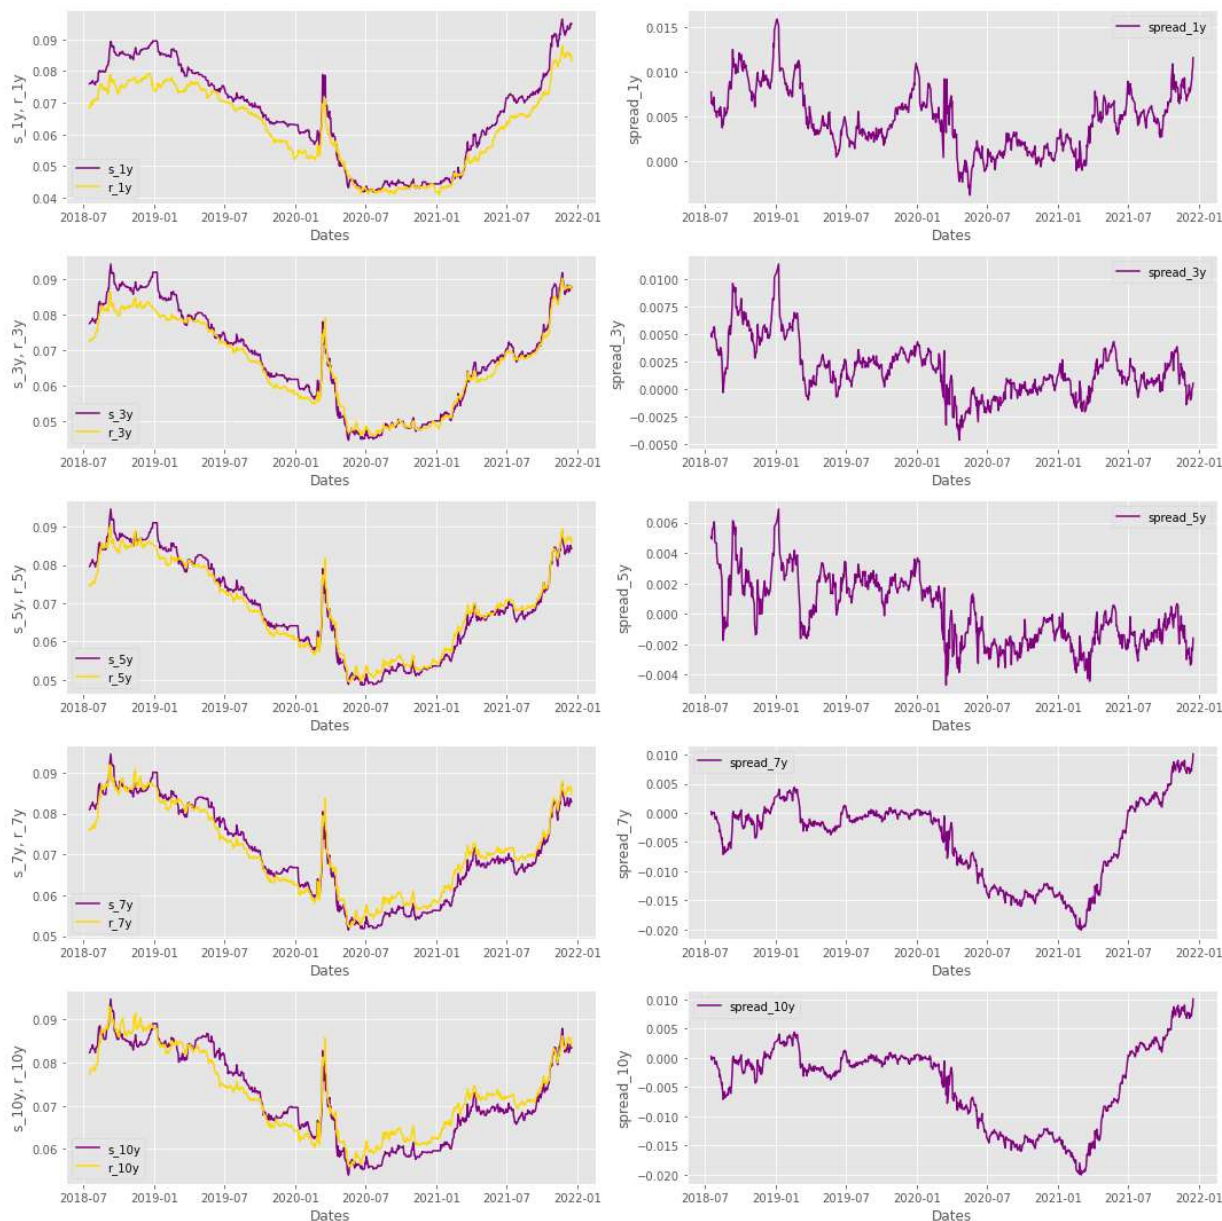 0.09
0.08
0.07
0.06
0.05
0.04
s_1y, r_1y
s_1y
r_1y
2018-07 2019-01 2019-07 2020-01 2020-07 2021-01 2021-07 2022-01
Dates
0.015
0.010
0.005
0.000
spread_1y
spread_1y
2018-07 2019-01 2019-07 2020-01 2020-07 2021-01 2021-07 2022-01
Dates
0.09
0.08
0.07
0.06
0.05
s_3y, r_3y
s_3y
r_3y
2018-07 2019-01 2019-07 2020-01 2020-07 2021-01 2021-07 2022-01
Dates
0.0100
0.0075
0.0050
0.0025
0.0000
−0.0025
−0.0050
spread_3y
spread_3y
2018-07 2019-01 2019-07 2020-01 2020-07 2021-01 2021-07 2022-01
Dates
0.09
0.08
0.07
0.06
0.05
s_5y, r_5y
s_5y
r_5y
2018-07 2019-01 2019-07 2020-01 2020-07 2021-01 2021-07 2022-01
Dates
0.006
0.004
0.002
0.000
−0.002
−0.004
spread_5y
spread_5y
2018-07 2019-01 2019-07 2020-01 2020-07 2021-01 2021-07 2022-01
Dates
0.09
0.08
0.07
0.06
0.05
s_7y, r_7y
s_7y
r_7y
2018-07 2019-01 2019-07 2020-01 2020-07 2021-01 2021-07 2022-01
Dates
0.010
0.005
0.000
−0.005
−0.010
−0.015
−0.020
spread_7y
spread_7y
2018-07 2019-01 2019-07 2020-01 2020-07 2021-01 2021-07 2022-01
Dates
0.09
0.08
0.07
0.06
s_10y, r_10y
s_10y
r_10y
2018-07 2019-01 2019-07 2020-01 2020-07 2021-01 2021-07 2022-01
Dates
0.010
0.005
0.000
−0.005
−0.010
−0.015
−0.020
spread_10y
spread_10y
2018-07 2019-01 2019-07 2020-01 2020-07 2021-01 2021-07 2022-01
Dates